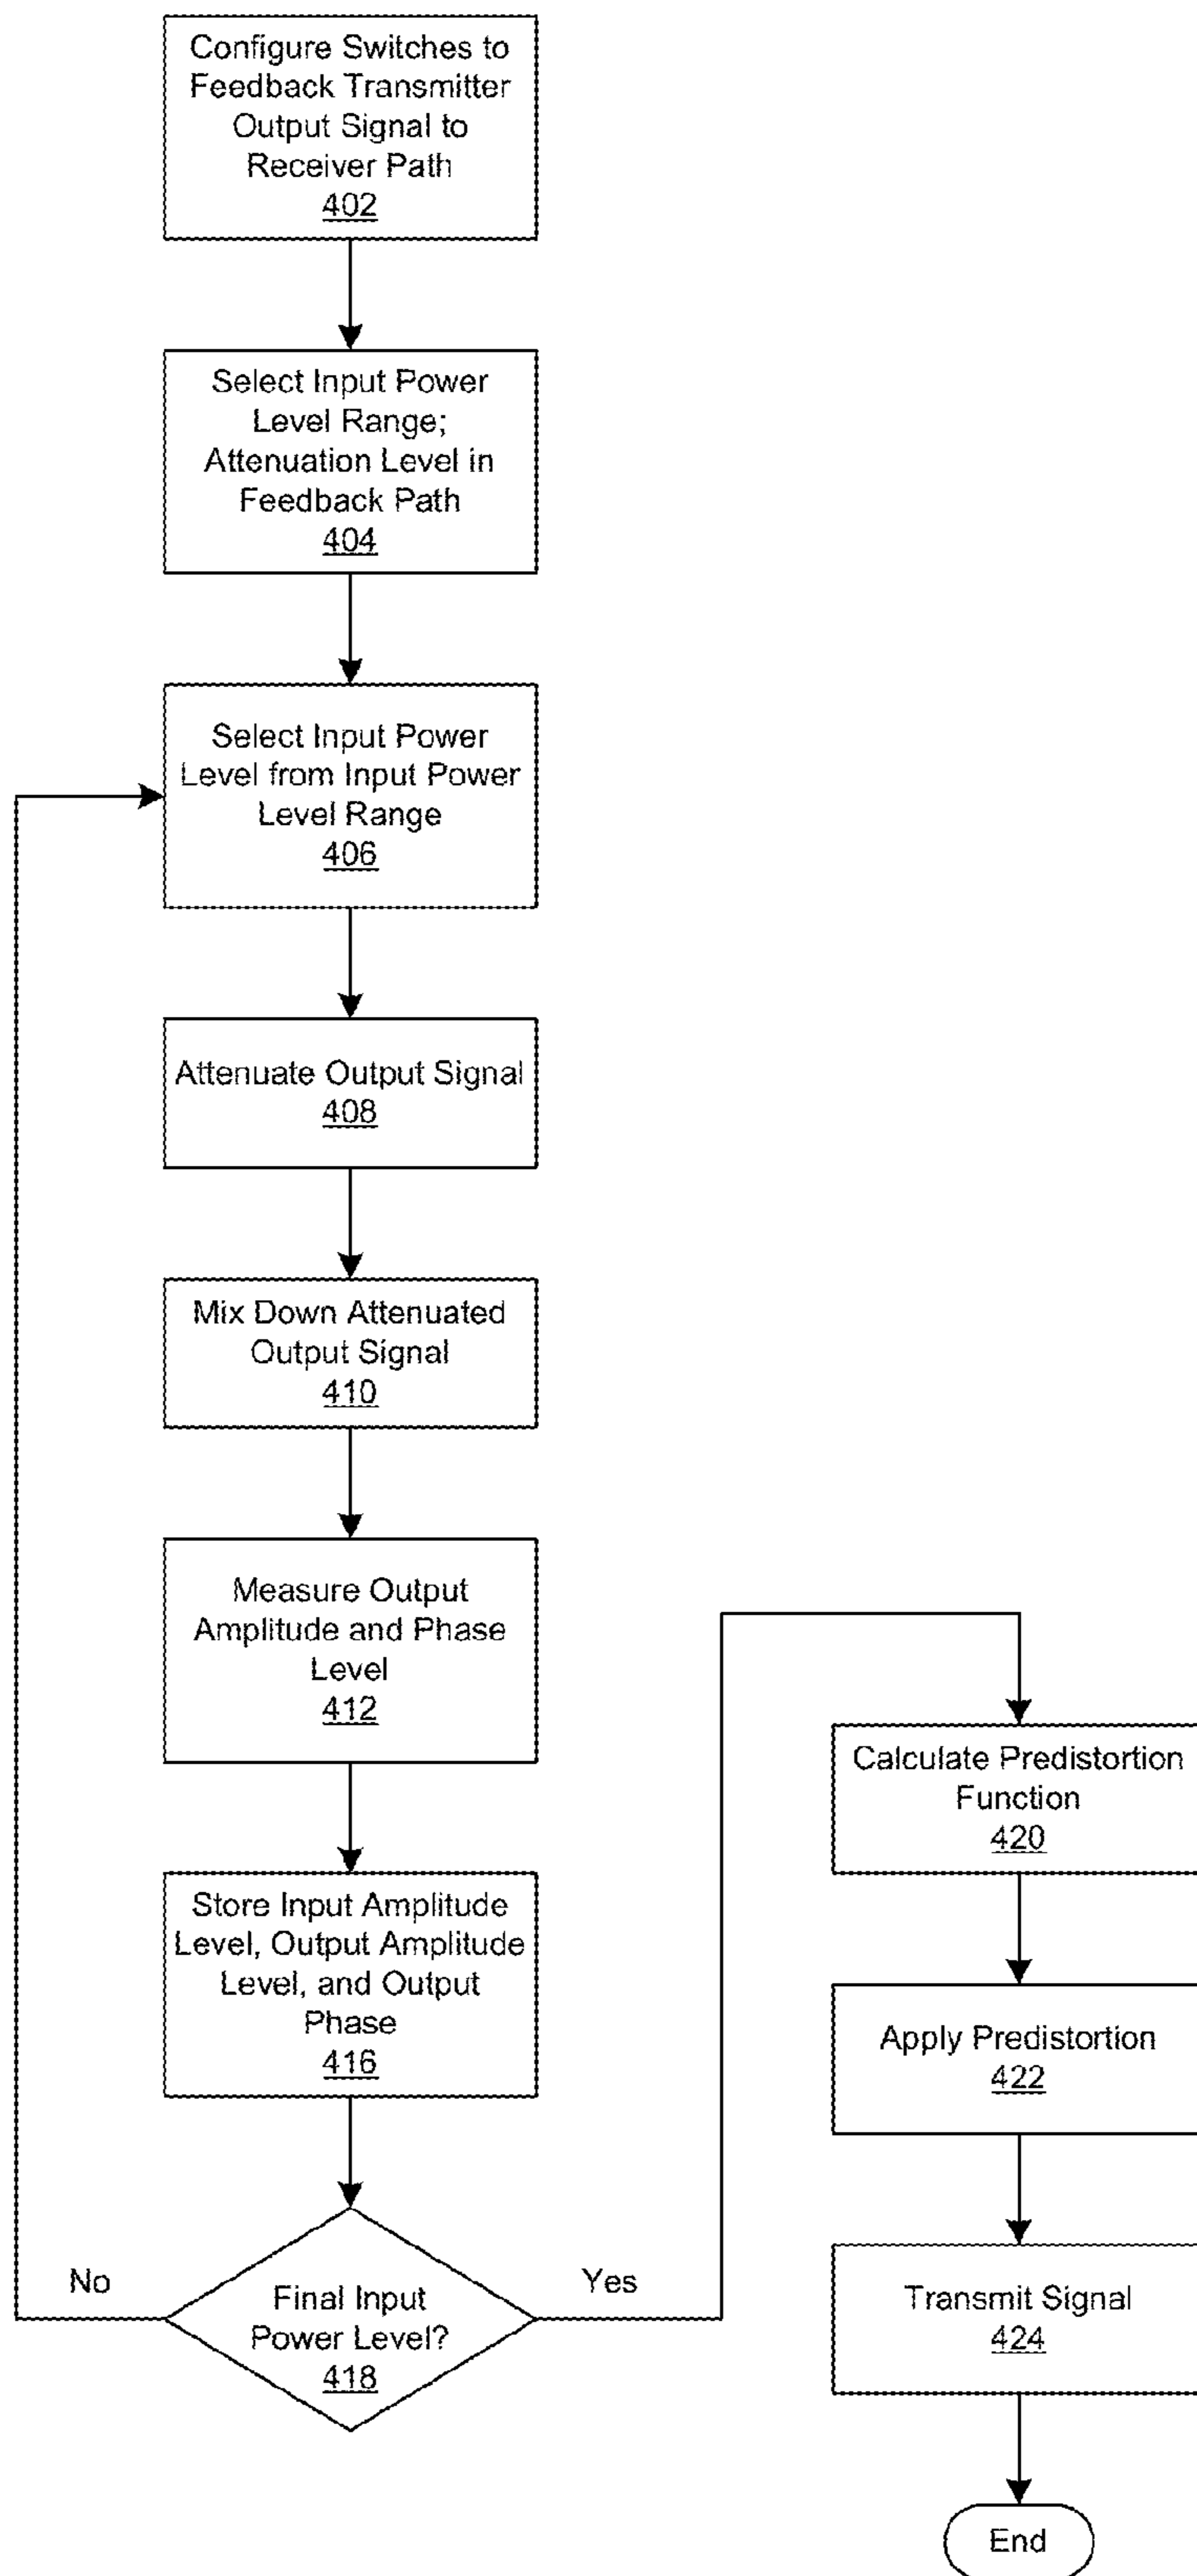 Configure Switches to
Feedback Transmitter
Output Signal to
Receiver Path
402
Select Input Power
Level Range;
Attenuation Level in
Feedback Path
404
Select Input Power
Level from Input Power
Level Range
406
Attenuate Output Signal
408
Mix Down Attenuated
Output Signal
410
Measure Output
Amplitude and Phase
Level
412
Store Input Amplitude
Level, Output Amplitude
Level, and Output
Phase
416
No
Final Input
Power Level?
418
Yes
Calculate Predistortion
Function
420
Apply Predistortion
422
Transmit Signal
424
End